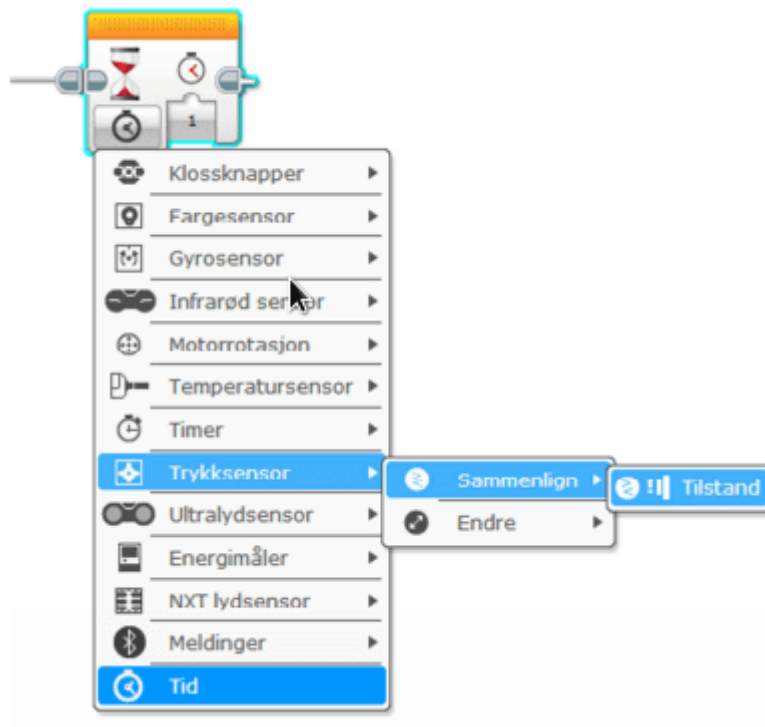 1
Klossknapper
Fargesensor
Gyrosensor
Infrarød sensor
Motorrotasjon
Temperatursensor
Timer
Trykksensor
Sammenlign
Tilstand
Ultralydsensor
Endre
Energimåler
NXT lydsensor
Meldinger
Tid